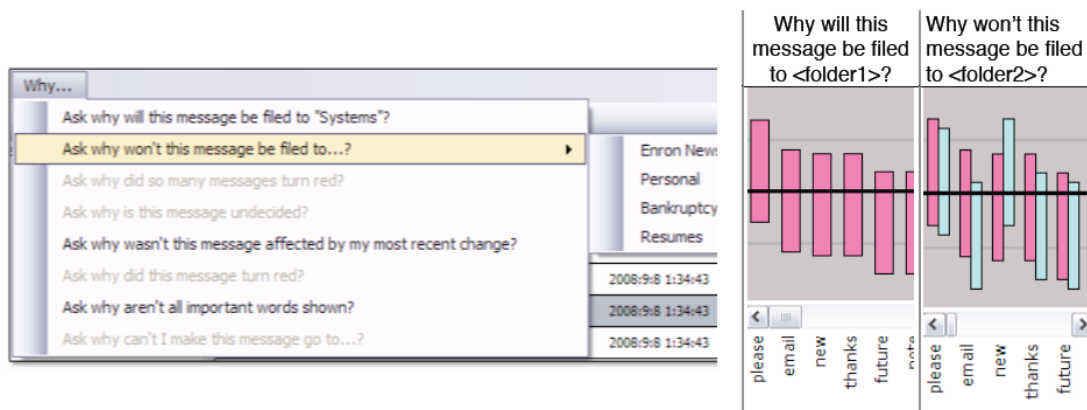 Why...
Ask why will this message be filed to "Systems"?
Ask why won't this message be filed to...?
Ask why did so many messages turn red?
Ask why is this message undecided?
Ask why wasn't this message affected by my most recent change?
Ask why did this message turn red?
Ask why aren't all important words shown?
Ask why can't I make this message go to...?
Enron News
Personal
Bankruptcy
Resumes
2008:9:8 1:34:43
2008:9:8 1:34:43
2008:9:8 1:34:43
Why will this
message be filed
to <folder1>?
please
email
new
thanks
future
note
Why won’t this
message be filed
to <folder2>?
please
email
new
thanks
future